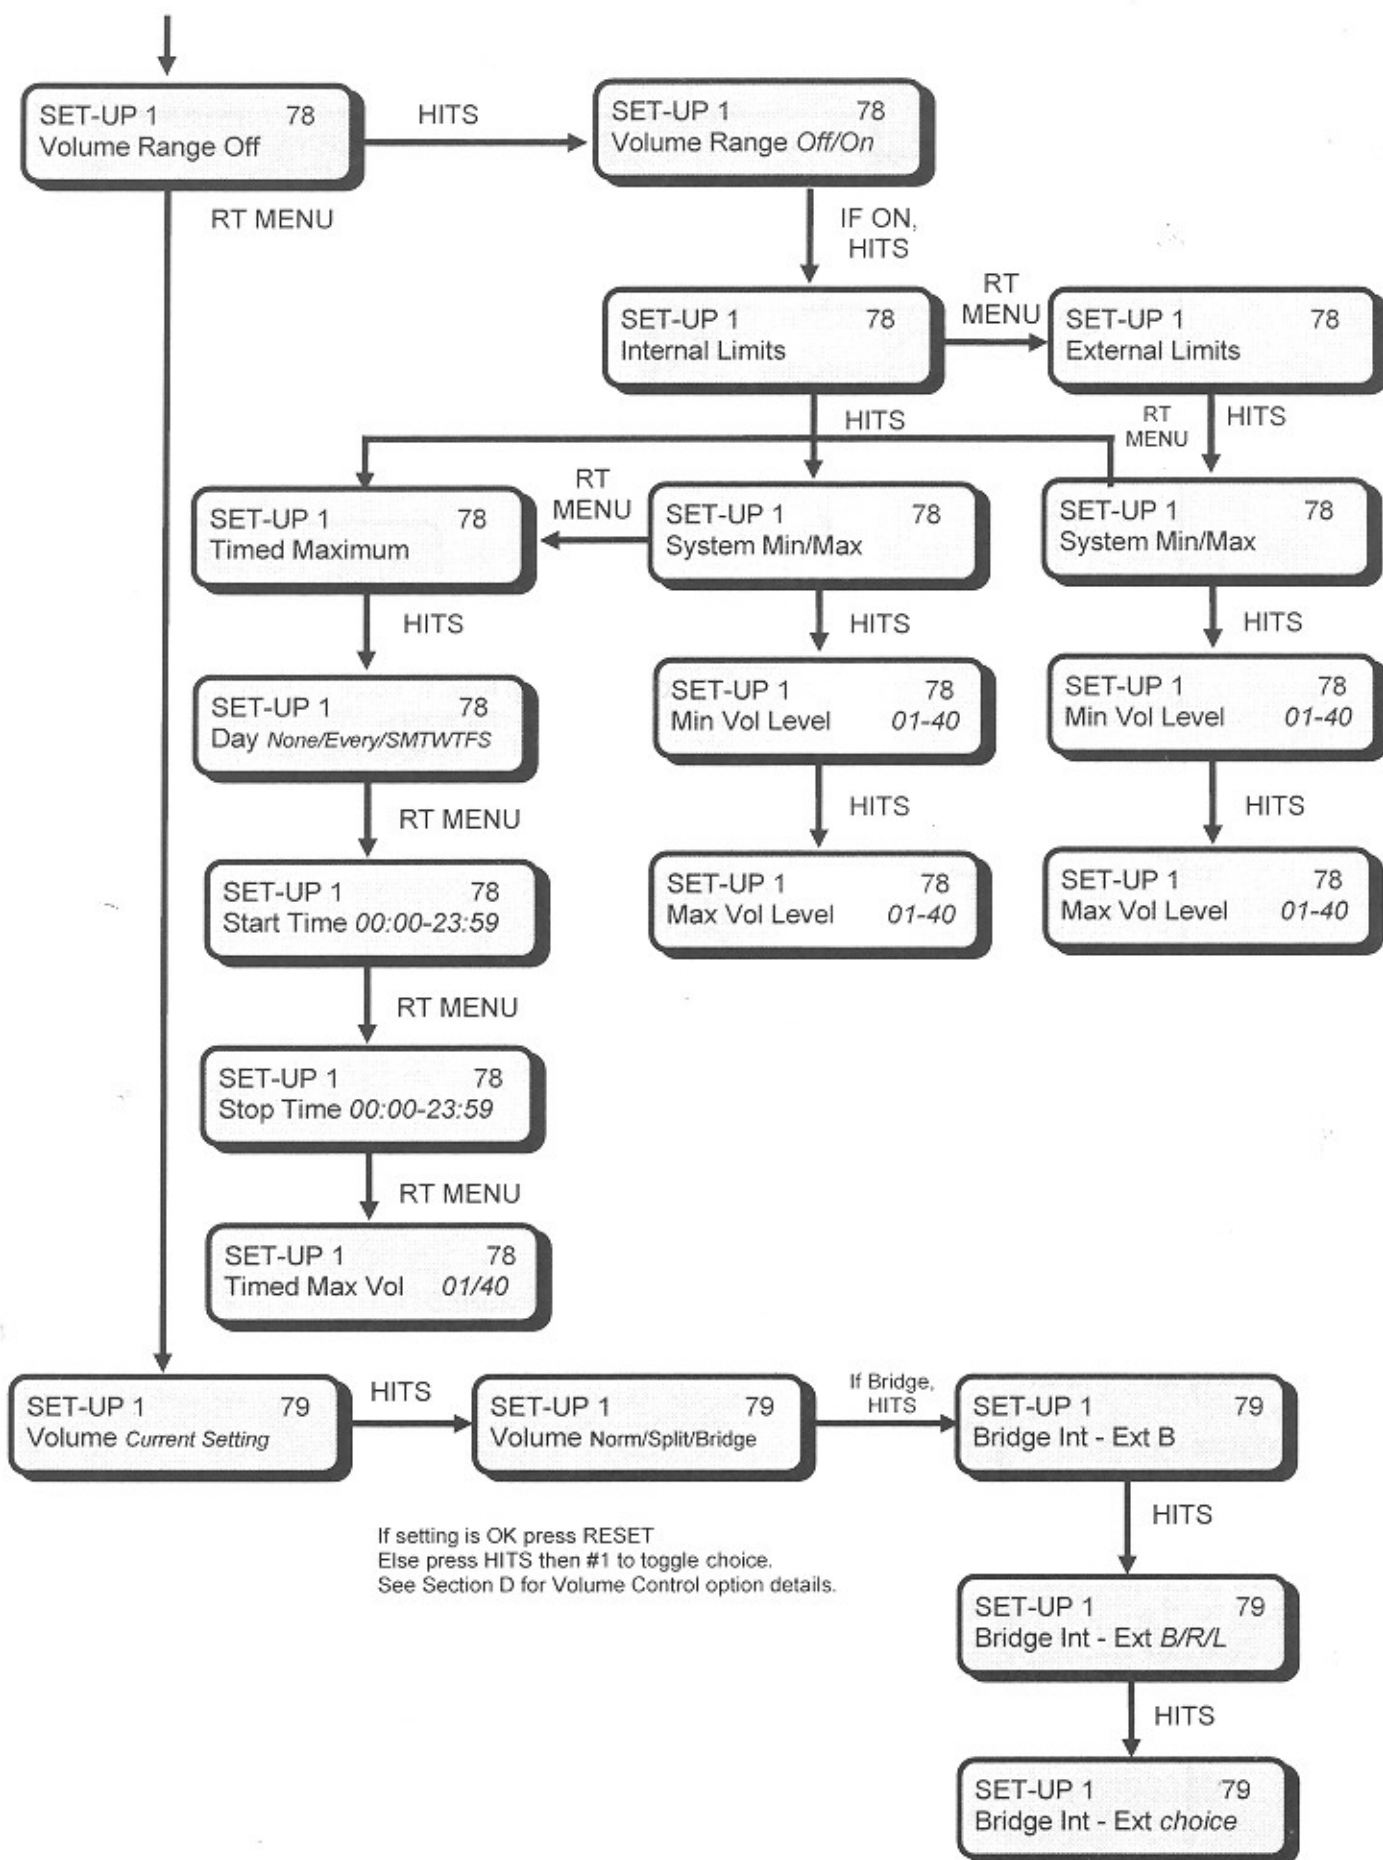 SET-UP 1 78
Volume Range Off
HITS
SET-UP 1 78
Volume Range Off/On
RT MENU
IF ON,
HITS
SET-UP 1 78
Internal Limits
RT
MENU
SET-UP 1 78
External Limits
HITS
RT
MENU
HITS
SET-UP 1 78
Timed Maximum
RT
MENU
SET-UP 1 78
System Min/Max
SET-UP 1 78
System Min/Max
HITS
HITS
HITS
SET-UP 1 78
Day None/Every/SMTWTFS
SET-UP 1 78
Min Vol Level 01-40
SET-UP 1 78
Min Vol Level 01-40
RT MENU
HITS
HITS
SET-UP 1 78
Start Time 00:00-23:59
SET-UP 1 78
Max Vol Level 01-40
SET-UP 1 78
Max Vol Level 01-40
RT MENU
SET-UP 1 78
Stop Time 00:00-23:59
RT MENU
SET-UP 1 78
Timed Max Vol 01/40
SET-UP 1 79
Volume Current Setting
HITS
SET-UP 1 79
Volume Norm/Split/Bridge
If Bridge,
HITS
SET-UP 1 79
Bridge Int - Ext B
HITS
If setting is OK press RESET
Else press HITS then #1 to toggle choice.
See Section D for Volume Control option details.
SET-UP 1 79
Bridge Int - Ext B/R/L
HITS
SET-UP 1 79
Bridge Int - Ext choice